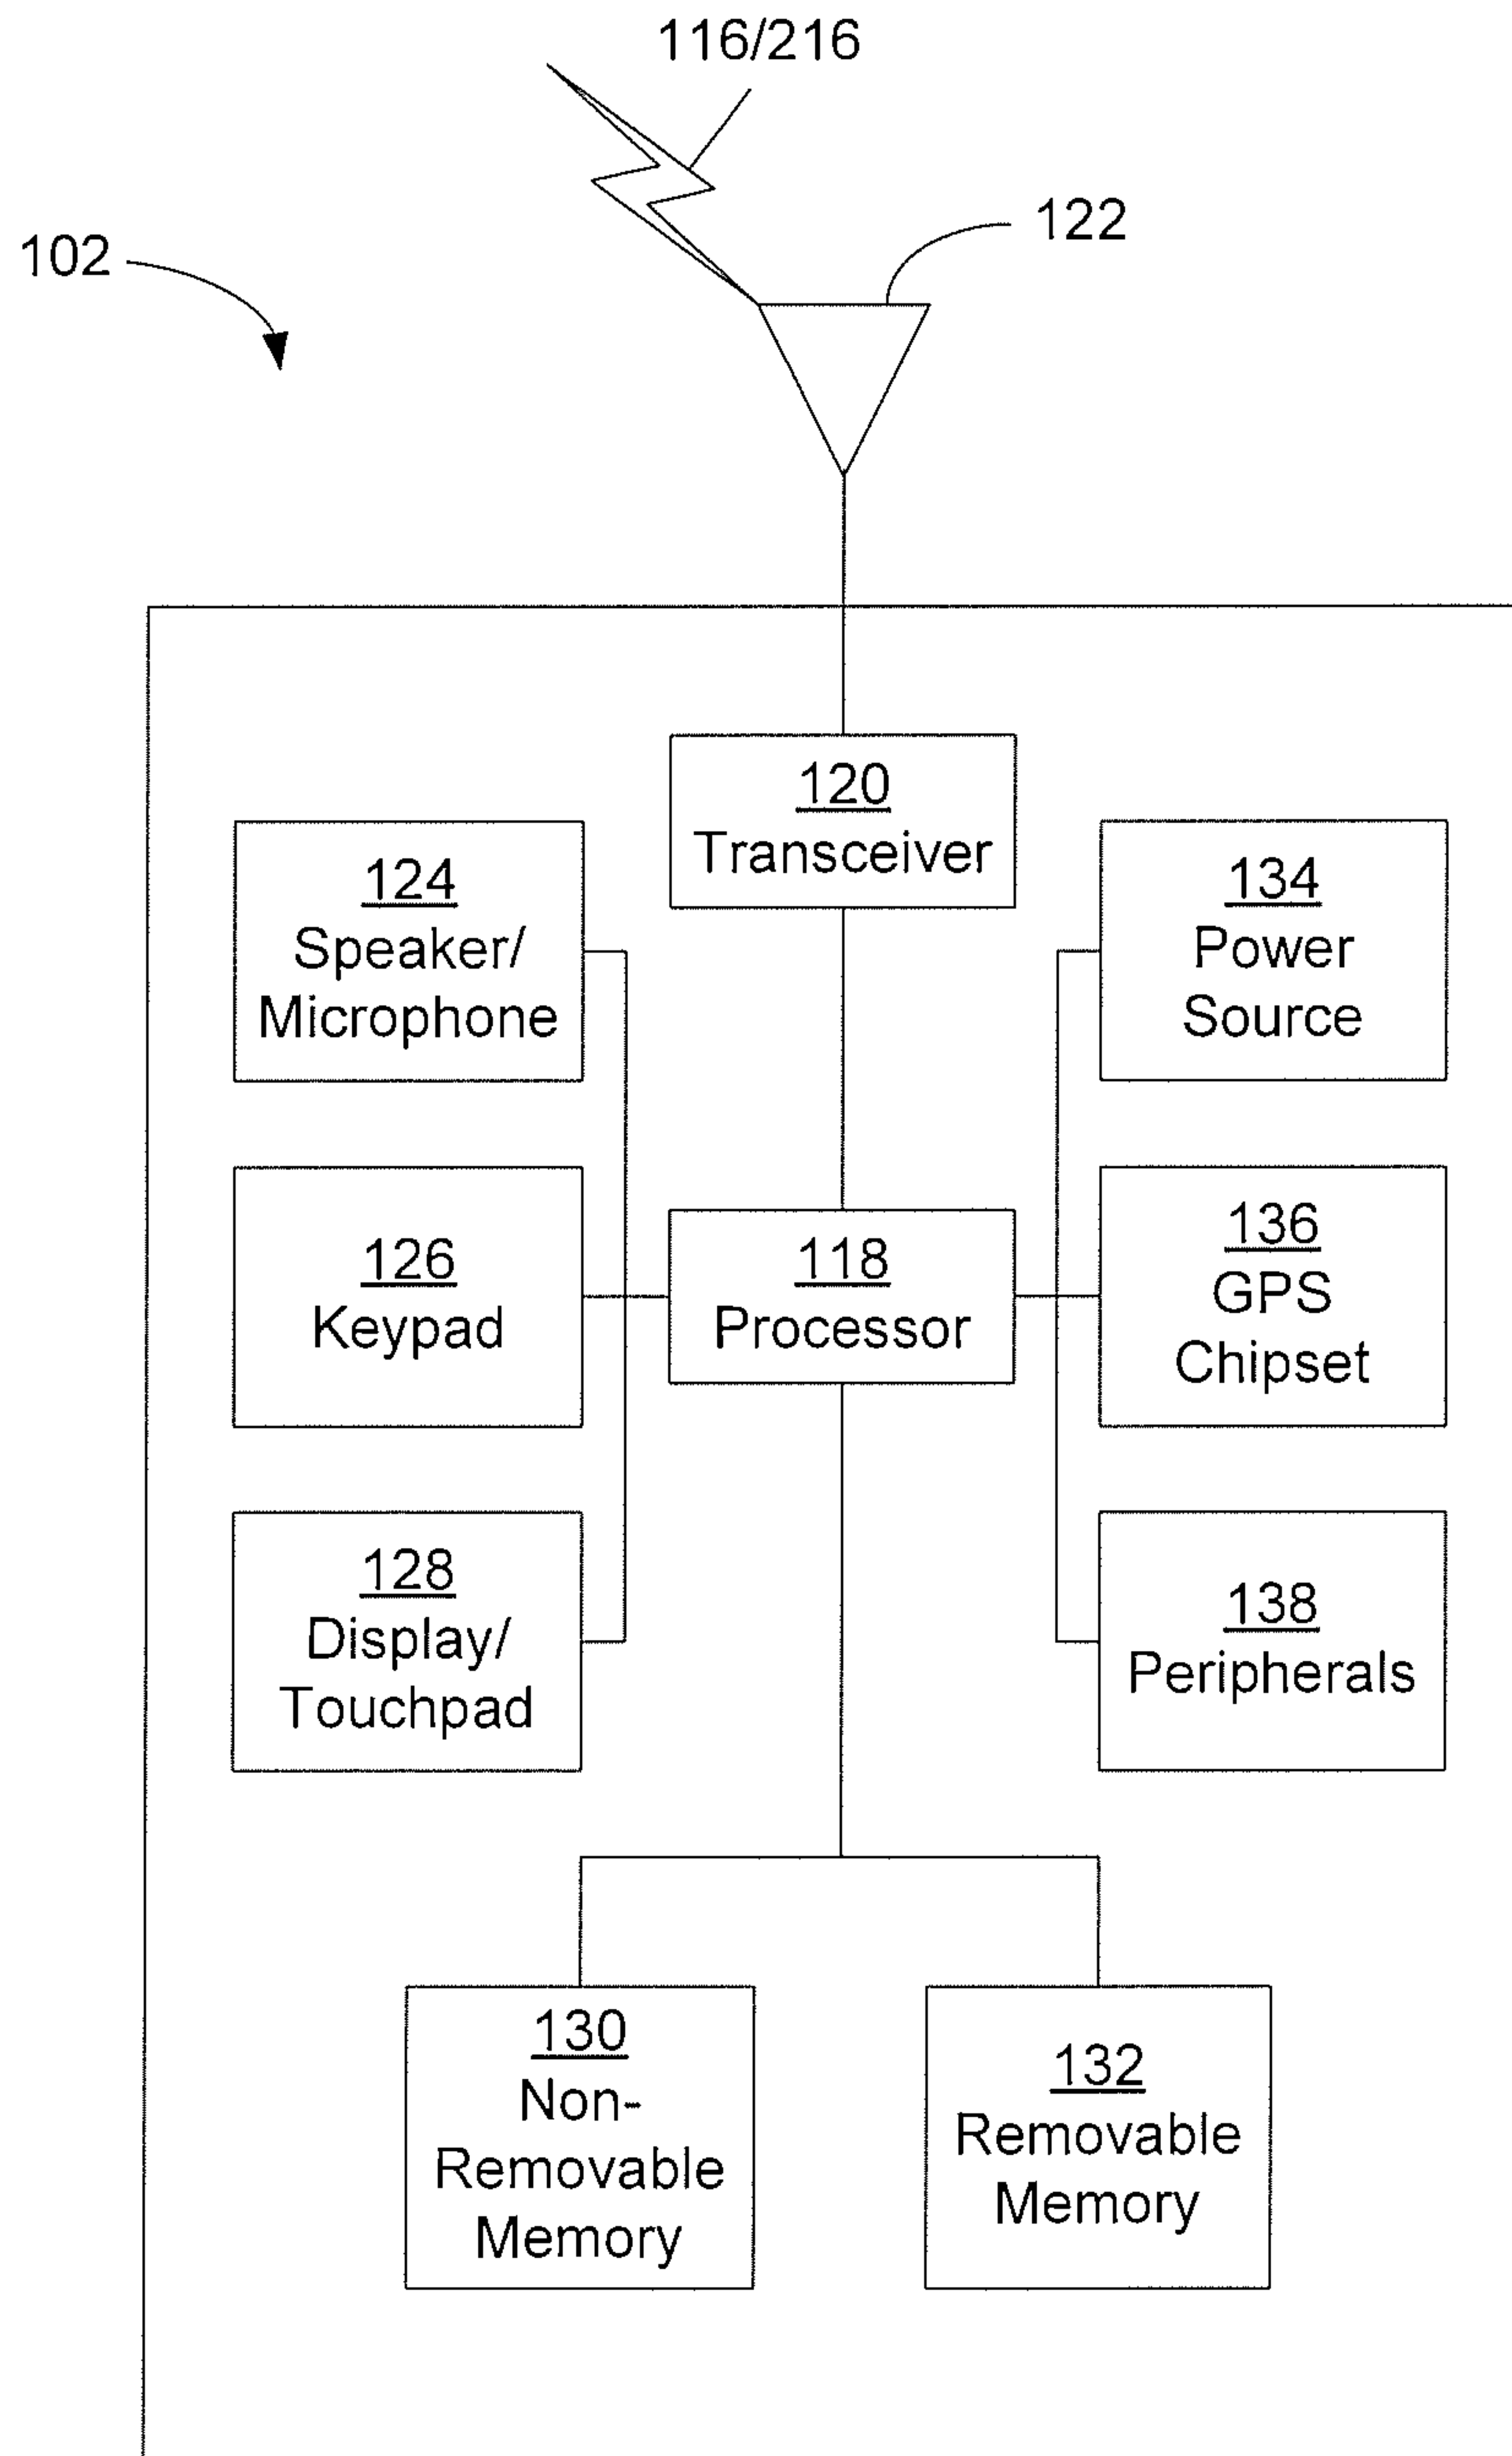 116/216
122
102
120
Transceiver
124
Speaker/
Microphone
134
Power
Source
126
Keypad
118
Processor
136
GPS
Chipset
128
Display/
Touchpad
138
Peripherals
130
Non-
Removable
Memory
132
Removable
Memory